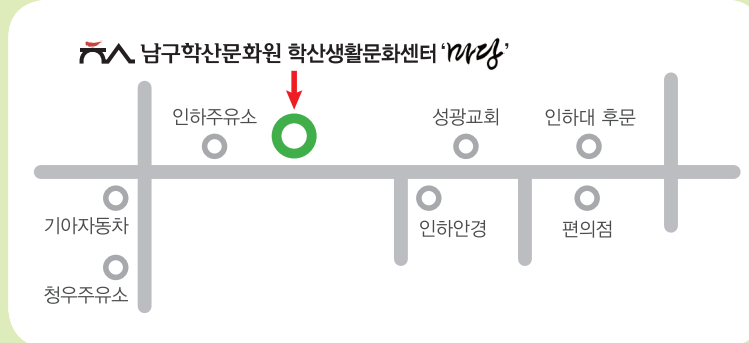 남구학산문화원 학산생활문화센터 ‘마당’
인하주유소
성광교회
인하대 후문
기아자동차
인하안경
편의점
청우주유소